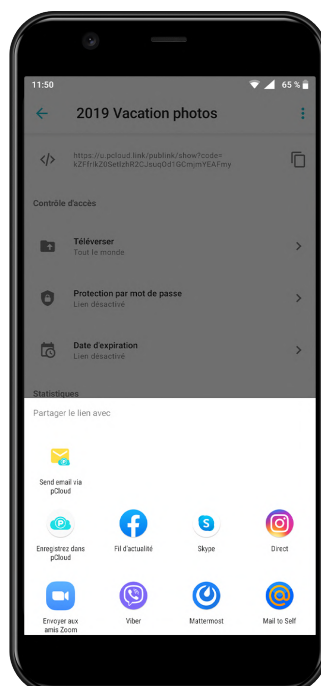 11:50
65 %
2019 Vacation photos
https://u.pcloud.link/publink/show?code=
Contrôle d'accès
Téléverser
Tout le monde
Protection par mot de passe
Lien désactivé
Date d'expiration
Lien désactivé
Statistiques
Partager le lien avec
Send email via
pCloud
Enregistrez dans
pCloud
Fil d'actualité
Skype
Direct
Envoyer aux
amis Zoom
Viber
Mattermost
Mail to Self